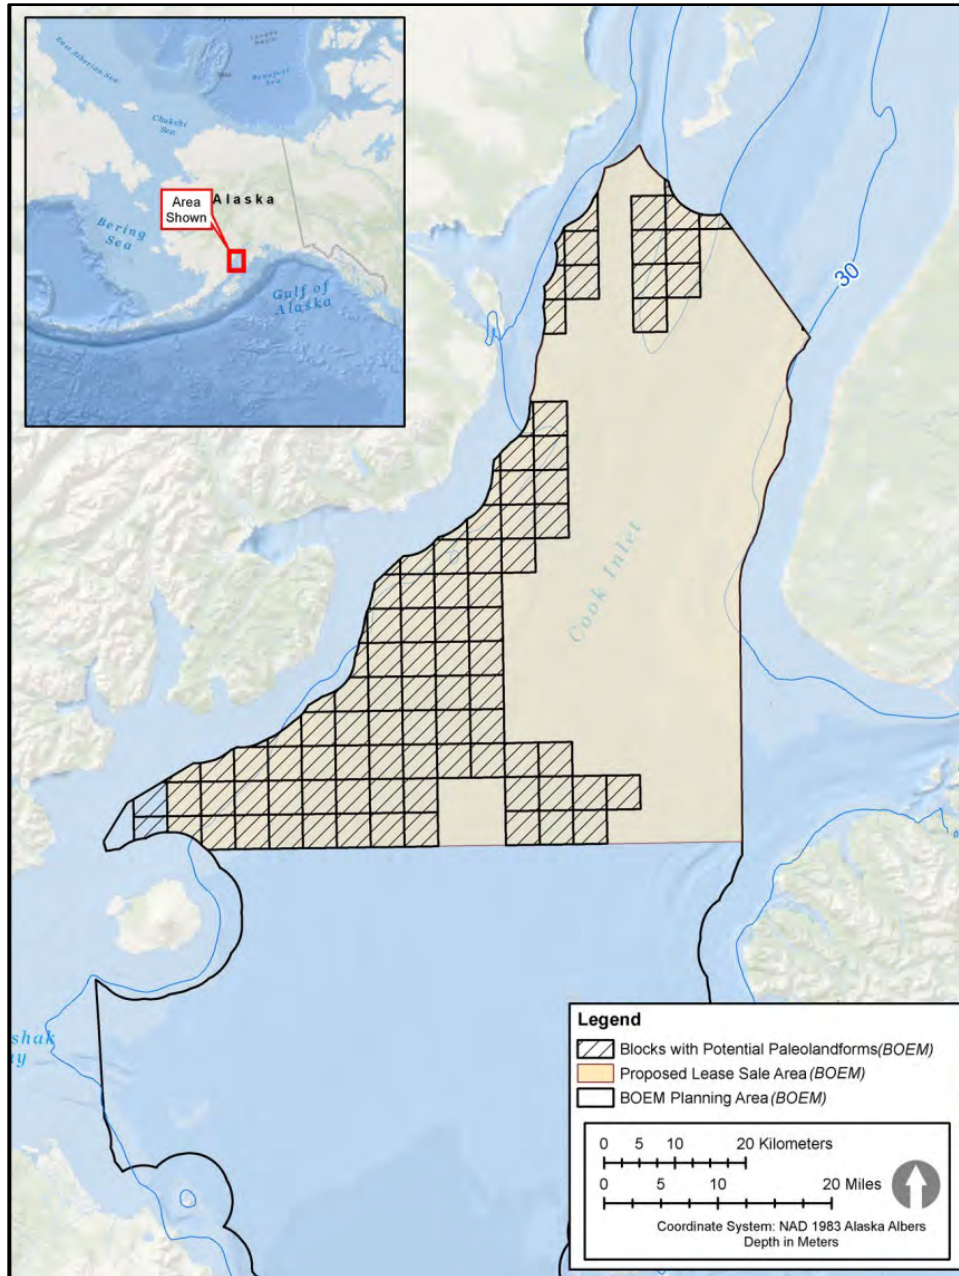 East Siberian Sea
Beaufort
Sea
Chukchi
Sea
Area
Shown
Alaska
Bering
Sea
Gulf of
Alaska
30
Cook Inlet
shak
ay
Legend
Blocks with Potential Paleolandforms(BOEM)
Proposed Lease Sale Area (BOEM)
BOEM Planning Area (BOEM)
0 5 10 20 Kilometers
0 5 10 20 Miles
Coordinate System: NAD 1983 Alaska Albers
Depth in Meters